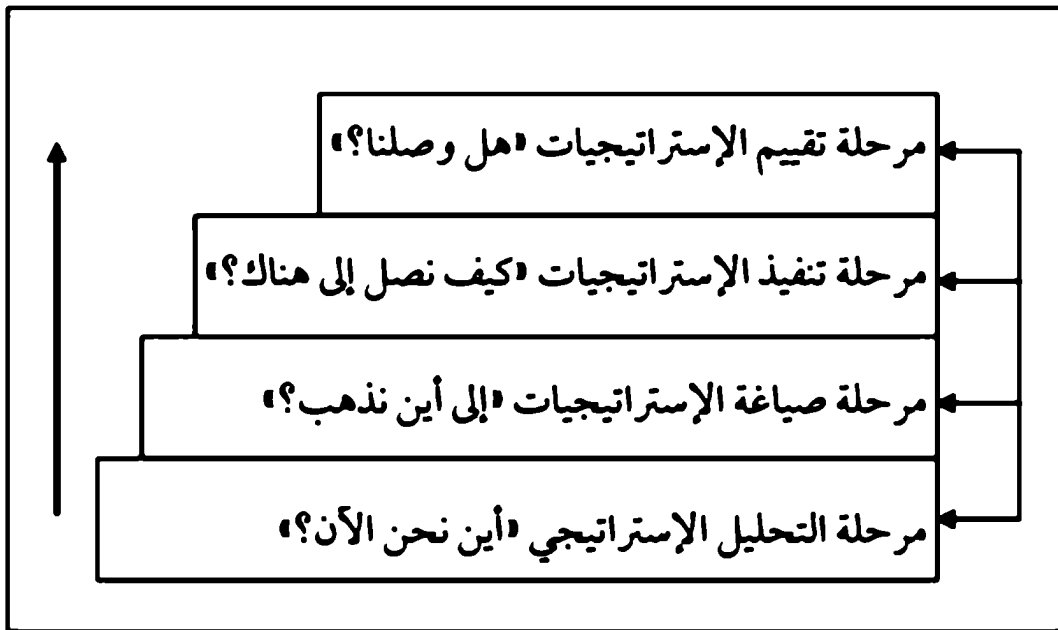 مرحلة تقييم الإستراتيجيات «هل وصلنا؟»
مرحلة تنفيذ الإستراتيجيات «كيف نصل إلى هناك؟»
مرحلة صياغة الإستراتيجيات «إلى أين نذهب؟»
مرحلة التحليل الإستراتيجي «أين نحن الآن؟»